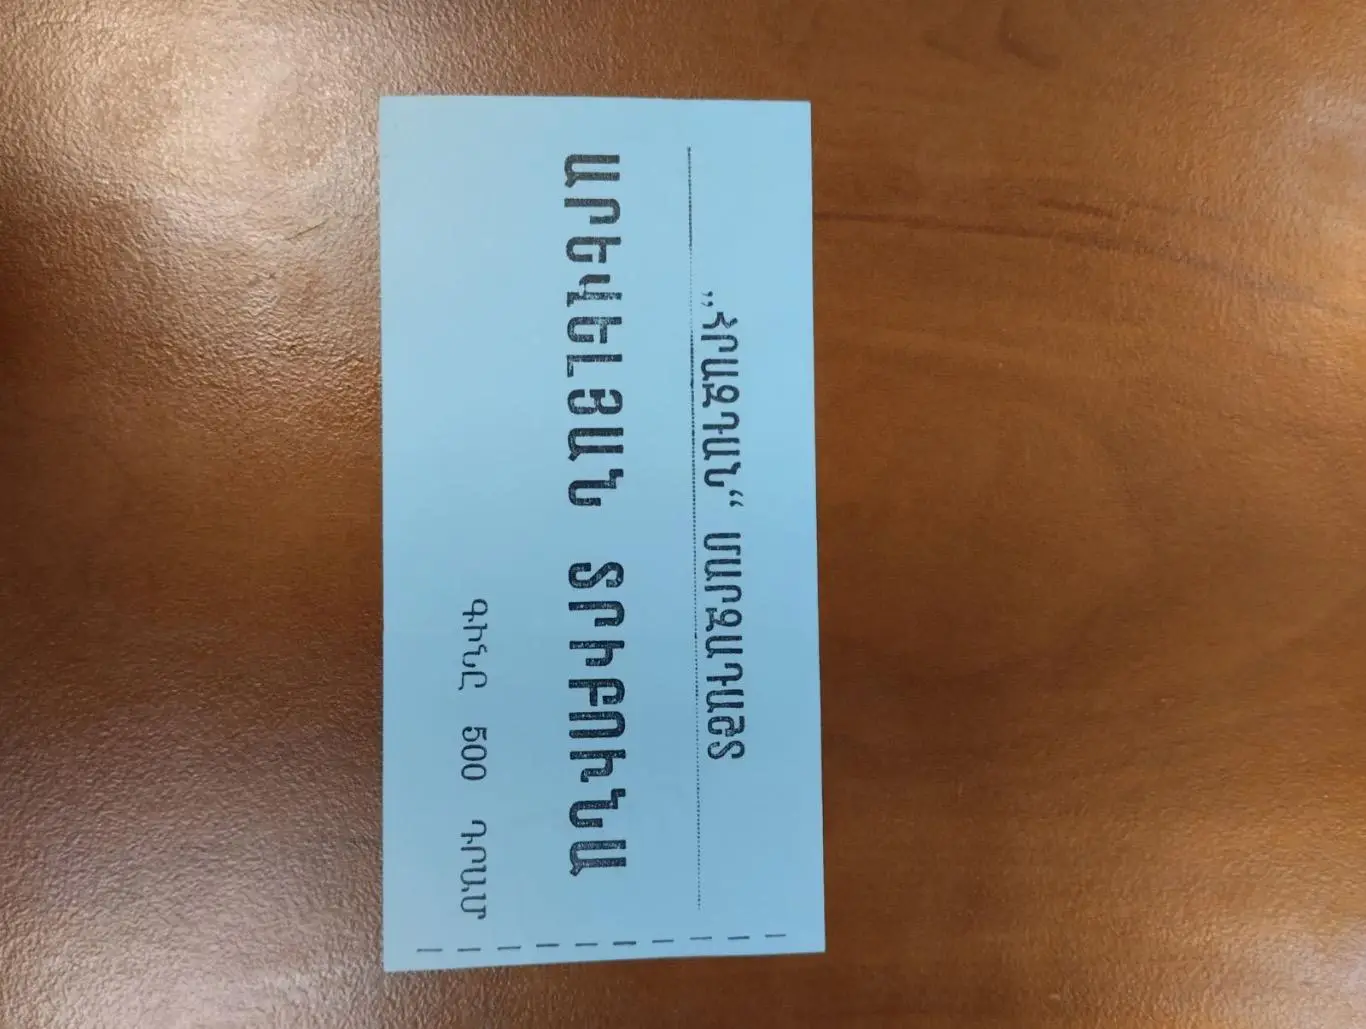 „ՀՐԱԶԴԱՆ“ ՄԱՐԶԱԴԱՇՏ
ԱՐԵՎԵԼՅԱՆ ՏՐԻԲՈՒՆԱ
ԳԻՆԸ 500 ԴՐԱՄ